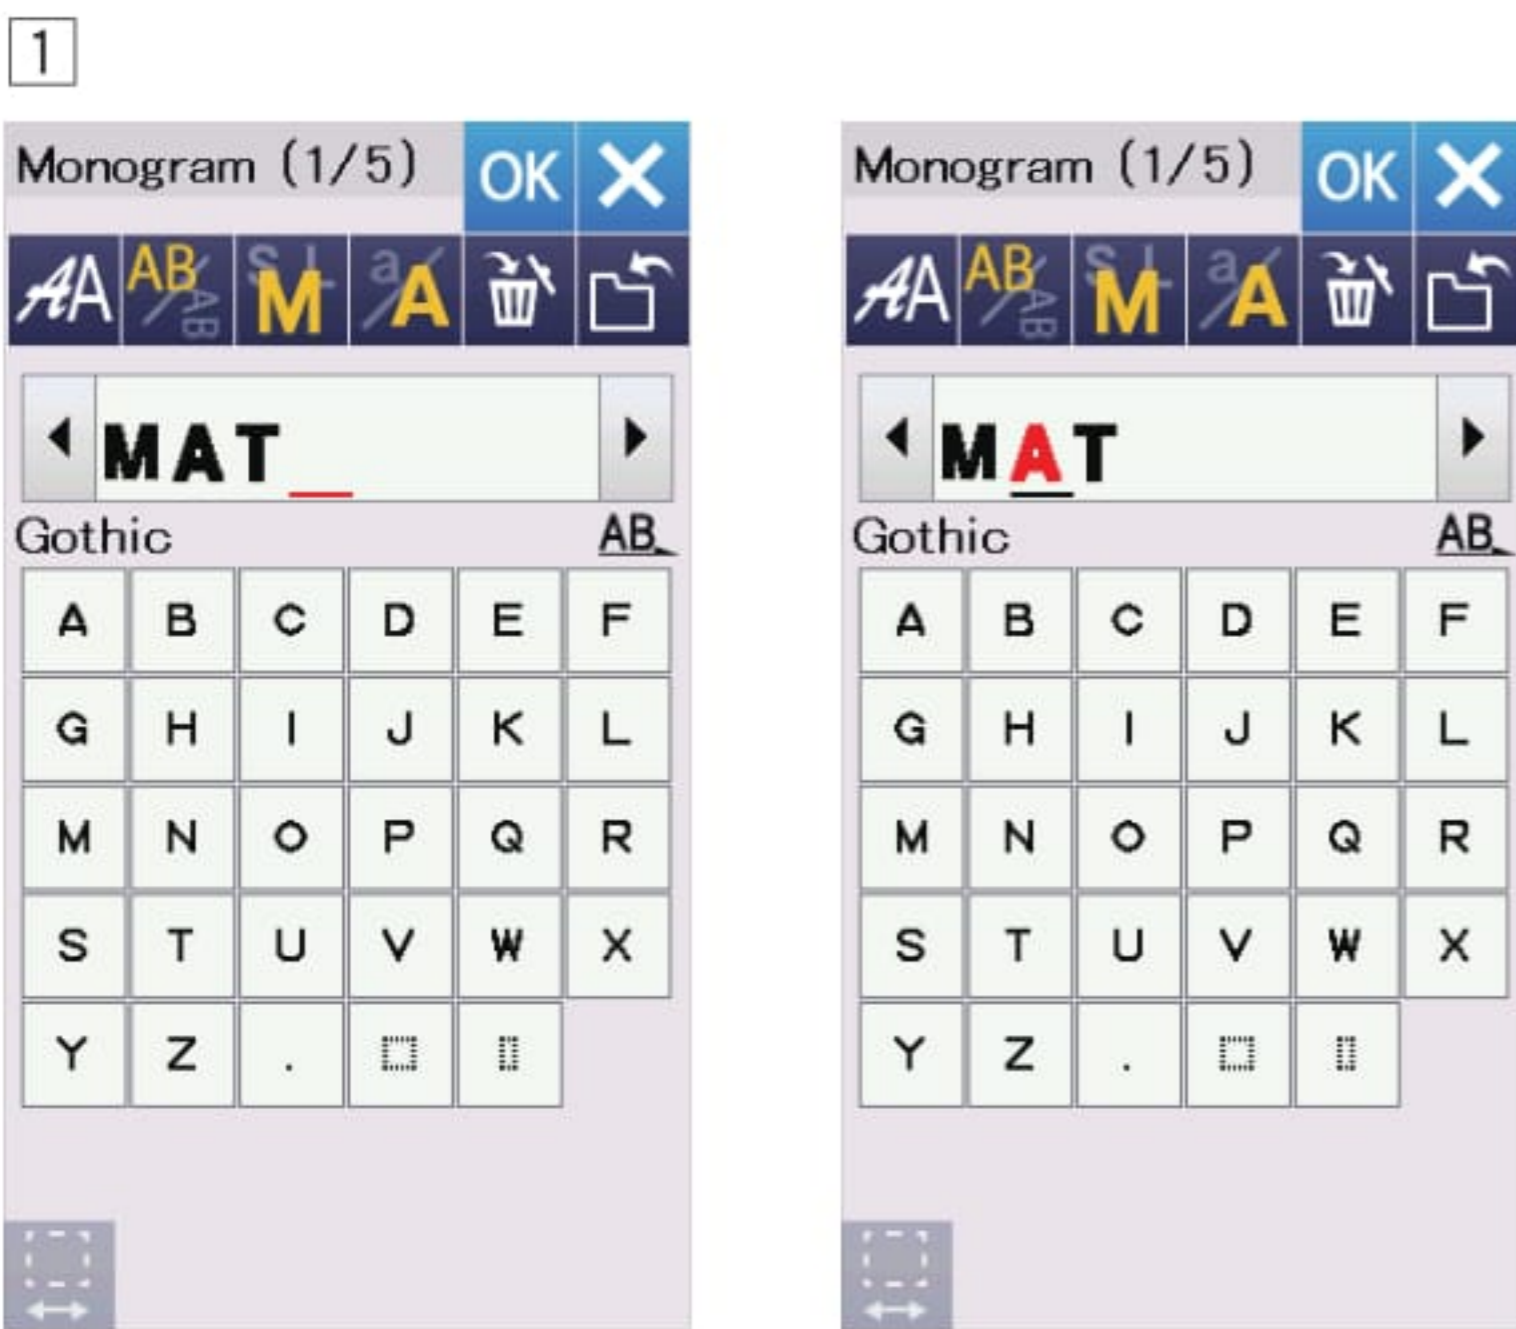 1
Monogram (1/5) OK X
AA AB AB S M L a A
MAT_
Gothic AB
A B C D E F
G H I J K L
M N O P Q R
S T U V W X
Y Z .
Monogram (1/5) OK X
AA AB AB S M L a A
MAT
Gothic AB
A B C D E F
G H I J K L
M N O P Q R
S T U V W X
Y Z .